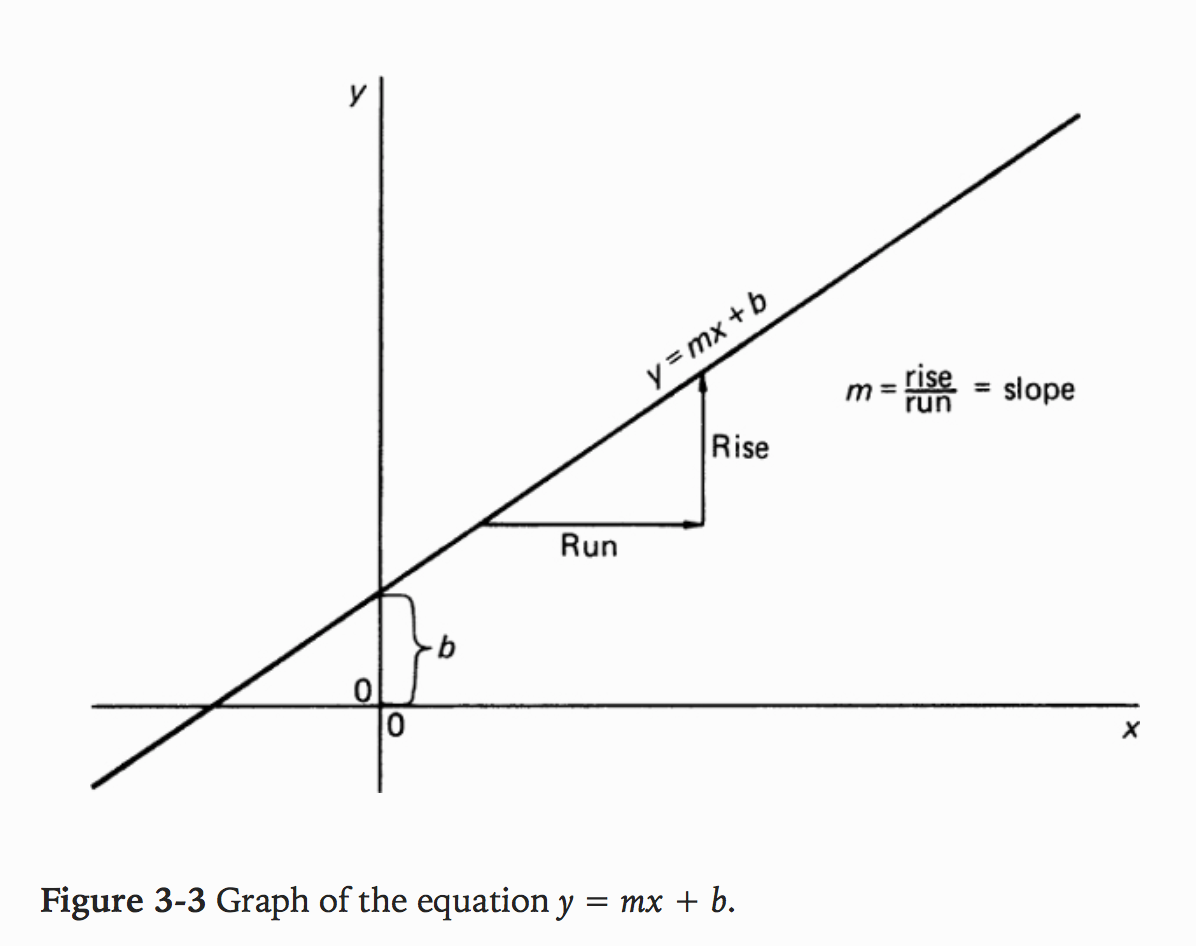 y
y = mx + b
m = rise/run = slope
Rise
Run
b
0
0
x
Figure 3-3 Graph of the equation y = mx + b.